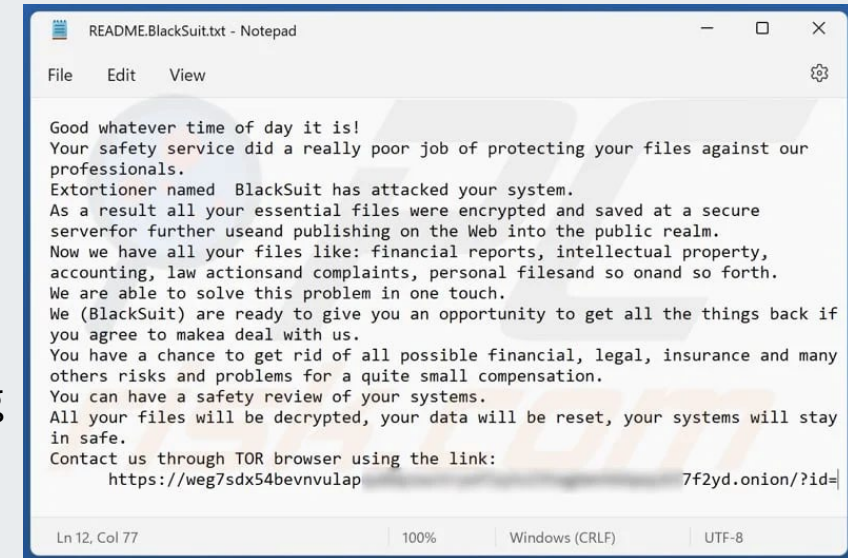 README.BlackSuit.txt - Notepad
File Edit View
Good whatever time of day it is!
Your safety service did a really poor job of protecting your files against our
professionals.
Extortioner named  BlackSuit has attacked your system.
As a result all your essential files were encrypted and saved at a secure
serverfor further useand publishing on the Web into the public realm.
Now we have all your files like: financial reports, intellectual property,
accounting, law actionsand complaints, personal filesand so onand so forth.
We are able to solve this problem in one touch.
We (BlackSuit) are ready to give you an opportunity to get all the things back if
you agree to makea deal with us.
You have a chance to get rid of all possible financial, legal, insurance and many
others risks and problems for a quite small compensation.
You can have a safety review of your systems.
All your files will be decrypted, your data will be reset, your systems will stay
in safe.
Contact us through TOR browser using the link:
https://weg7sdx54bevnvulap 7f2yd.onion/?id=
Ln 12, Col 77 100% Windows (CRLF) UTF-8
PC
risk.com
g